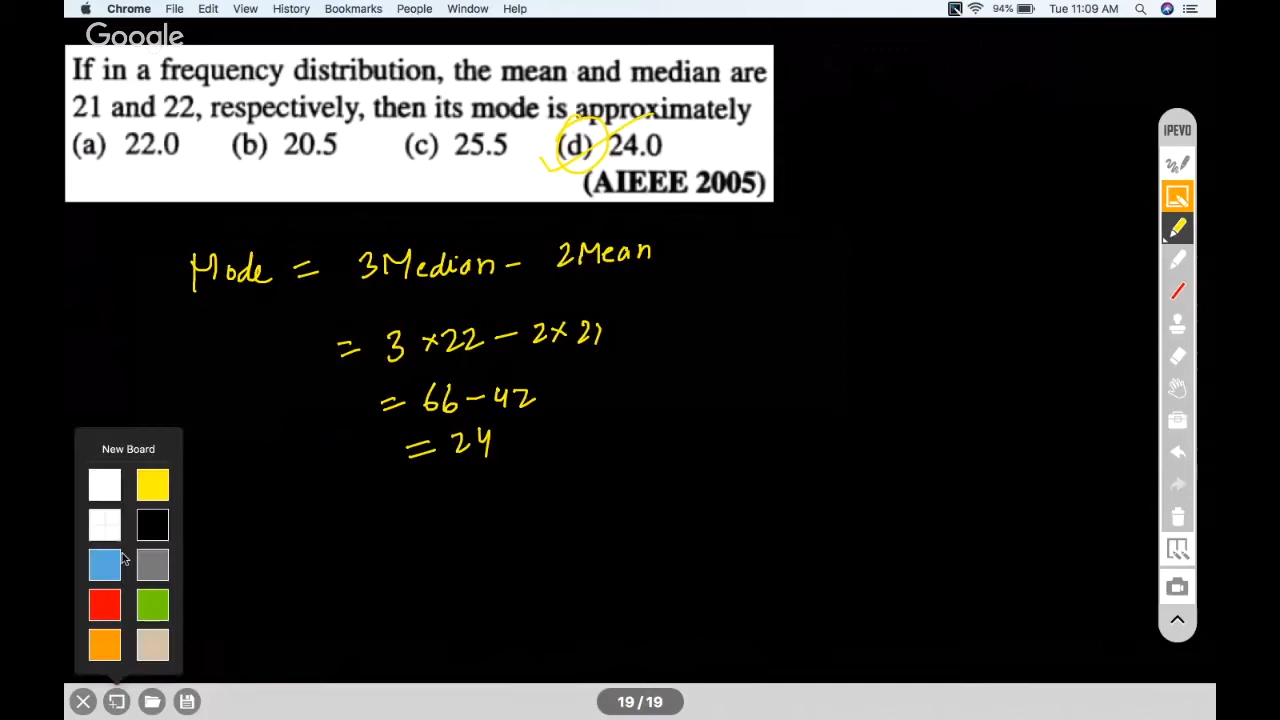 Chrome File Edit View History Bookmarks People Window Help 94% Tue 11:09 AM
Google
If in a frequency distribution, the mean and median are
21 and 22, respectively, then its mode is approximately
(a) 22.0 (b) 20.5 (c) 25.5 (d) 24.0
(AIEEE 2005)
IPEVO
Mode = 3Median - 2Mean
= 3 × 22 - 2 × 21
= 66 - 42
= 24
New Board
19 / 19